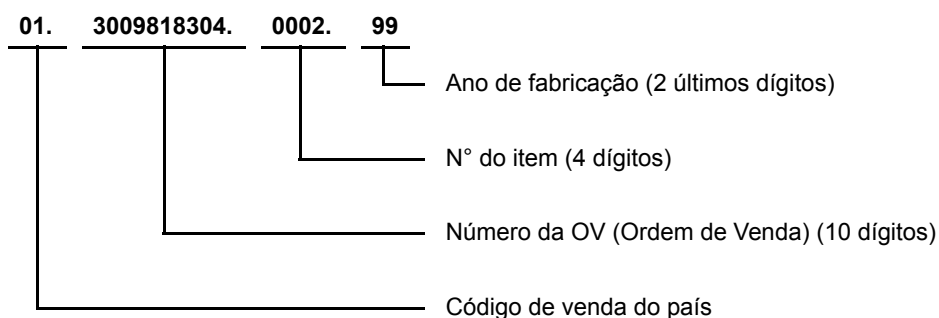 01. 3009818304. 0002. 99
Ano de fabricação (2 últimos dígitos)
N° do item (4 dígitos)
Número da OV (Ordem de Venda) (10 dígitos)
Código de venda do país